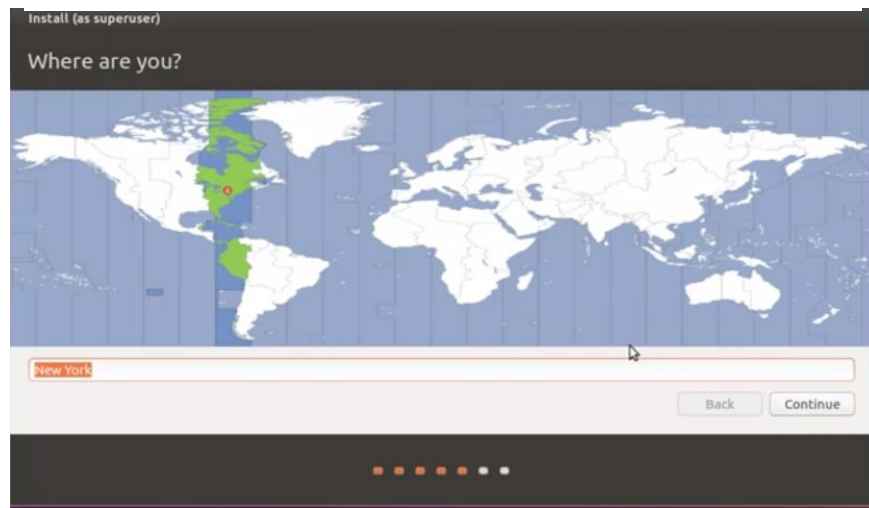 Install (as superuser)
Where are you?
New York
Back
Continue